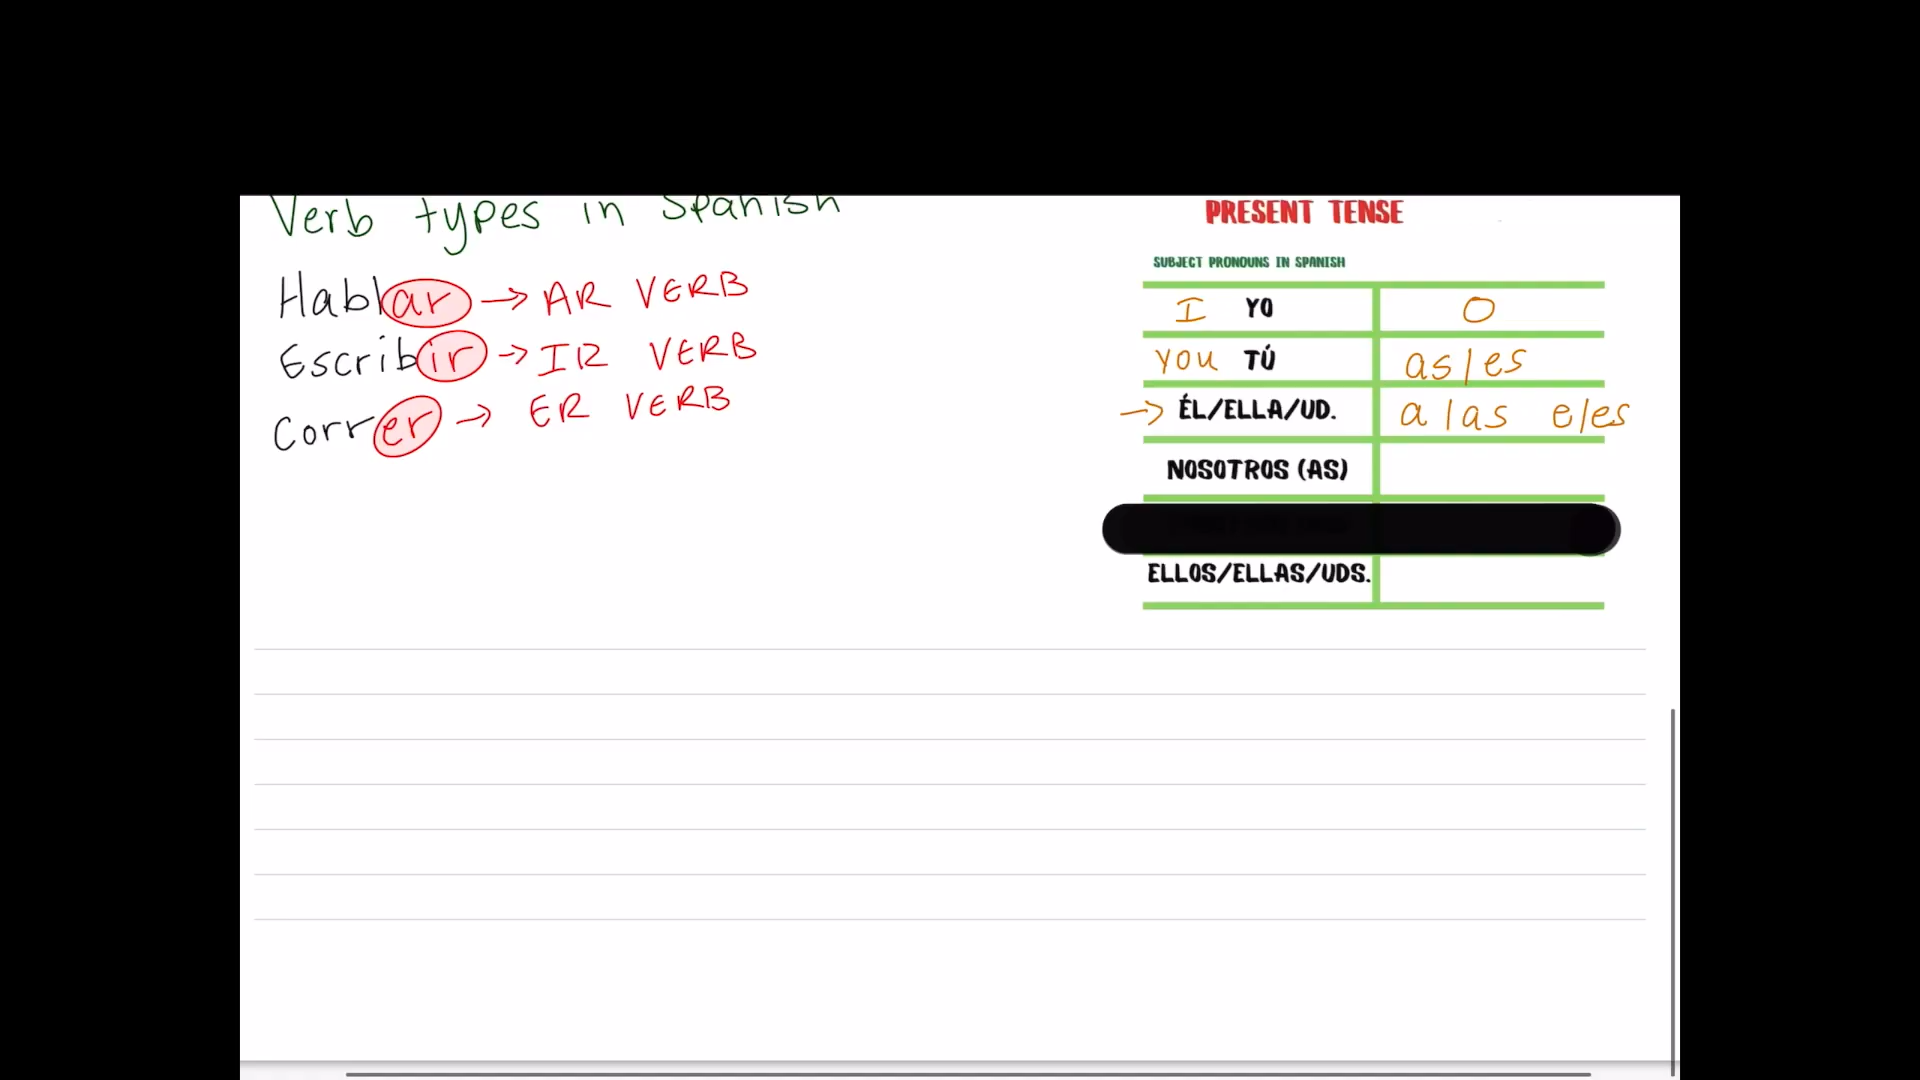 Verb types in Spanish
Hablar → AR VERB
Escribir → IR VERB
Correr → ER VERB
PRESENT TENSE
SUBJECT PRONOUNS IN SPANISH
I YO O
YOU TÚ as/es
→ ÉL/ELLA/UD. a/as e/es
NOSOTROS (AS)
ELLOS/ELLAS/UDS.